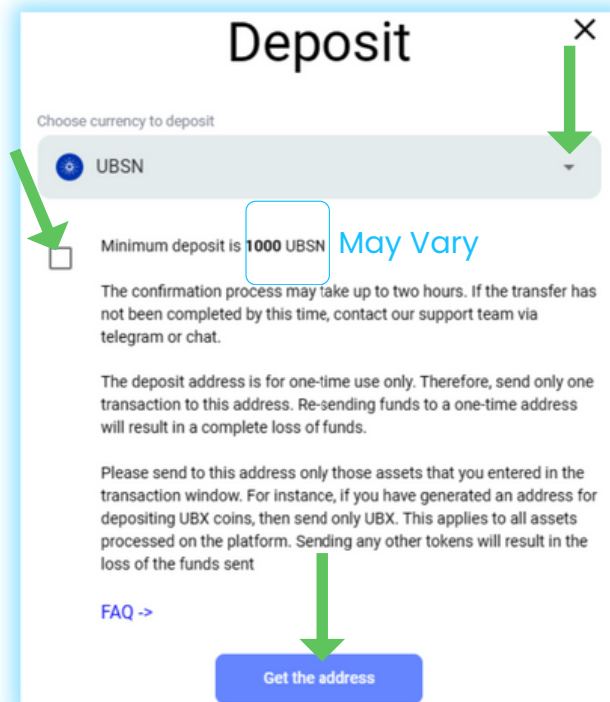 Deposit
Choose currency to deposit
UBSN
Minimum deposit is 1000 UBSN May Vary
The confirmation process may take up to two hours. If the transfer has
not been completed by this time, contact our support team via
telegram or chat.
The deposit address is for one-time use only. Therefore, send only one
transaction to this address. Re-sending funds to a one-time address
will result in a complete loss of funds.
Please send to this address only those assets that you entered in the
transaction window. For instance, if you have generated an address for
depositing UBX coins, then send only UBX. This applies to all assets
processed on the platform. Sending any other tokens will result in the
loss of the funds sent
FAQ ->
Get the address